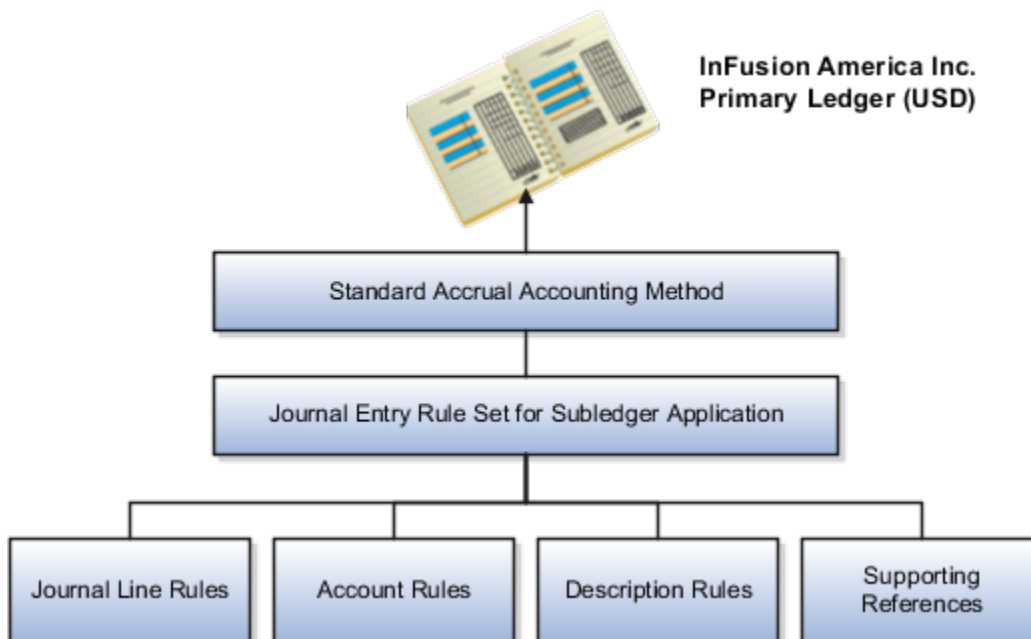 InFusion America Inc.
Primary Ledger (USD)
Standard Accrual Accounting Method
Journal Entry Rule Set for Subledger Application
Journal Line Rules
Account Rules
Description Rules
Supporting
References